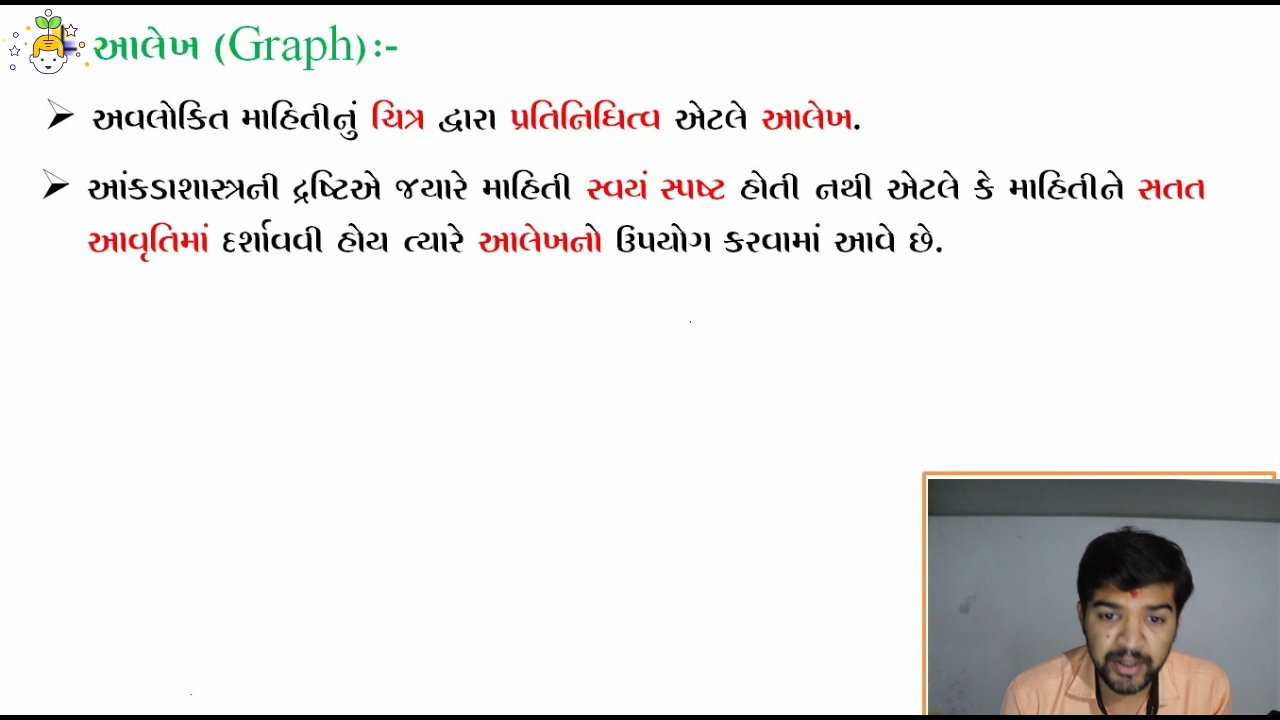 આલેખ (Graph):-
અવલોકિત માહિતીનું ચિત્ર દ્વારા પ્રતિનિધિત્વ એટલે આલેખ.
આંકડાશાસ્ત્રની દ્રષ્ટિએ જયારે માહિતી સ્વયં સ્પષ્ટ હોતી નથી એટલે કે માહિતીને સતત
આવૃતિમાં દર્શાવવી હોય ત્યારે આલેખનો ઉપયોગ કરવામાં આવે છે.